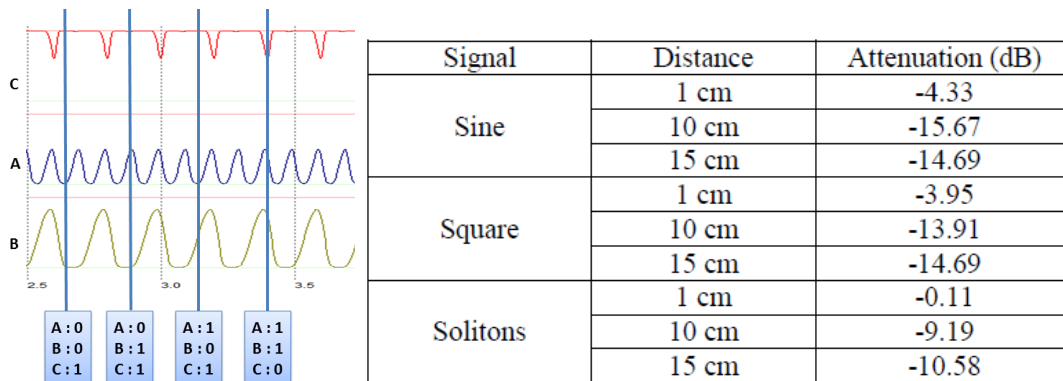 C
A
B
2.5 3.0 3.5
A : 0
B : 0
C : 1
A : 0
B : 1
C : 1
A : 1
B : 0
C : 1
A : 1
B : 1
C : 0
Signal Distance Attenuation (dB)
Sine
1 cm -4.33
10 cm -15.67
15 cm -14.69
Square
1 cm -3.95
10 cm -13.91
15 cm -14.69
Solitons
1 cm -0.11
10 cm -9.19
15 cm -10.58